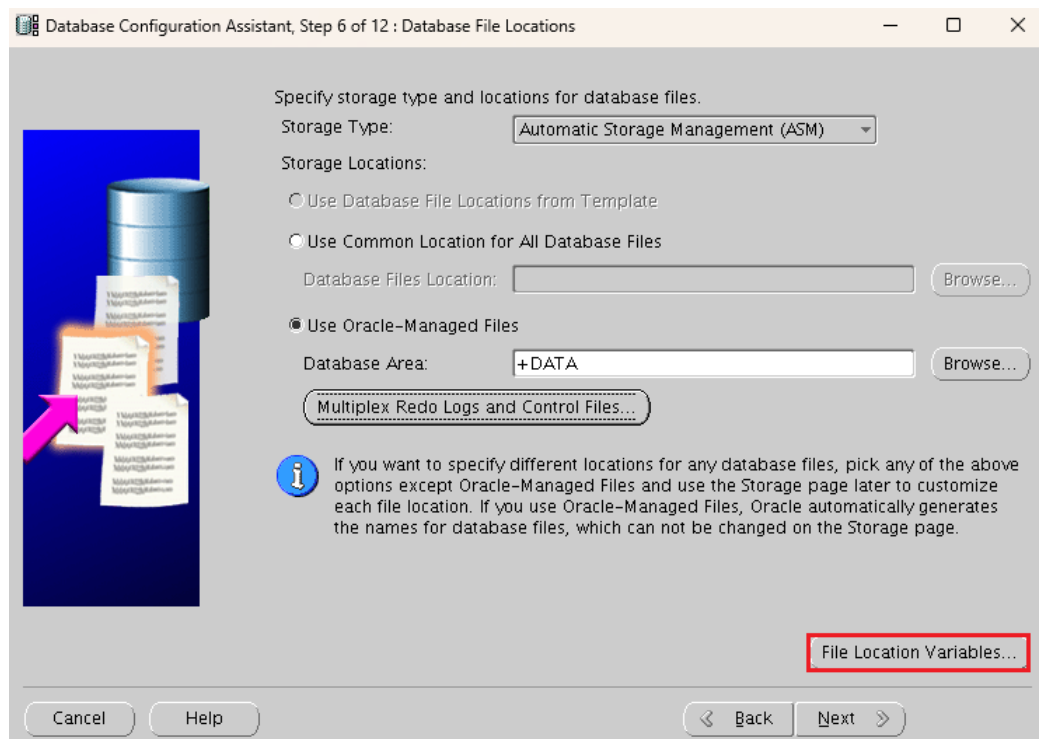 Database Configuration Assistant, Step 6 of 12 : Database File Locations
Specify storage type and locations for database files.
Storage Type: Automatic Storage Management (ASM)
Storage Locations:
Use Database File Locations from Template
Use Common Location for All Database Files
Database Files Location: Browse...
Use Oracle-Managed Files
Database Area: +DATA Browse...
Multiplex Redo Logs and Control Files...
If you want to specify different locations for any database files, pick any of the above
options except Oracle-Managed Files and use the Storage page later to customize
each file location. If you use Oracle-Managed Files, Oracle automatically generates
the names for database files, which can not be changed on the Storage page.
File Location Variables...
Cancel Help Back Next